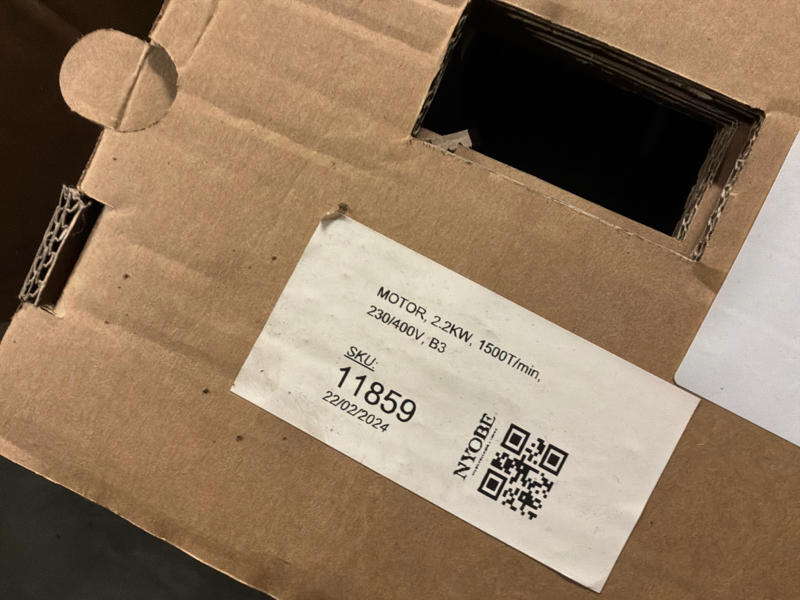 MOTOR, 2.2KW, 1500T/min,
230/400V, B3
SKU:
11859
22/02/2024
NYOBE